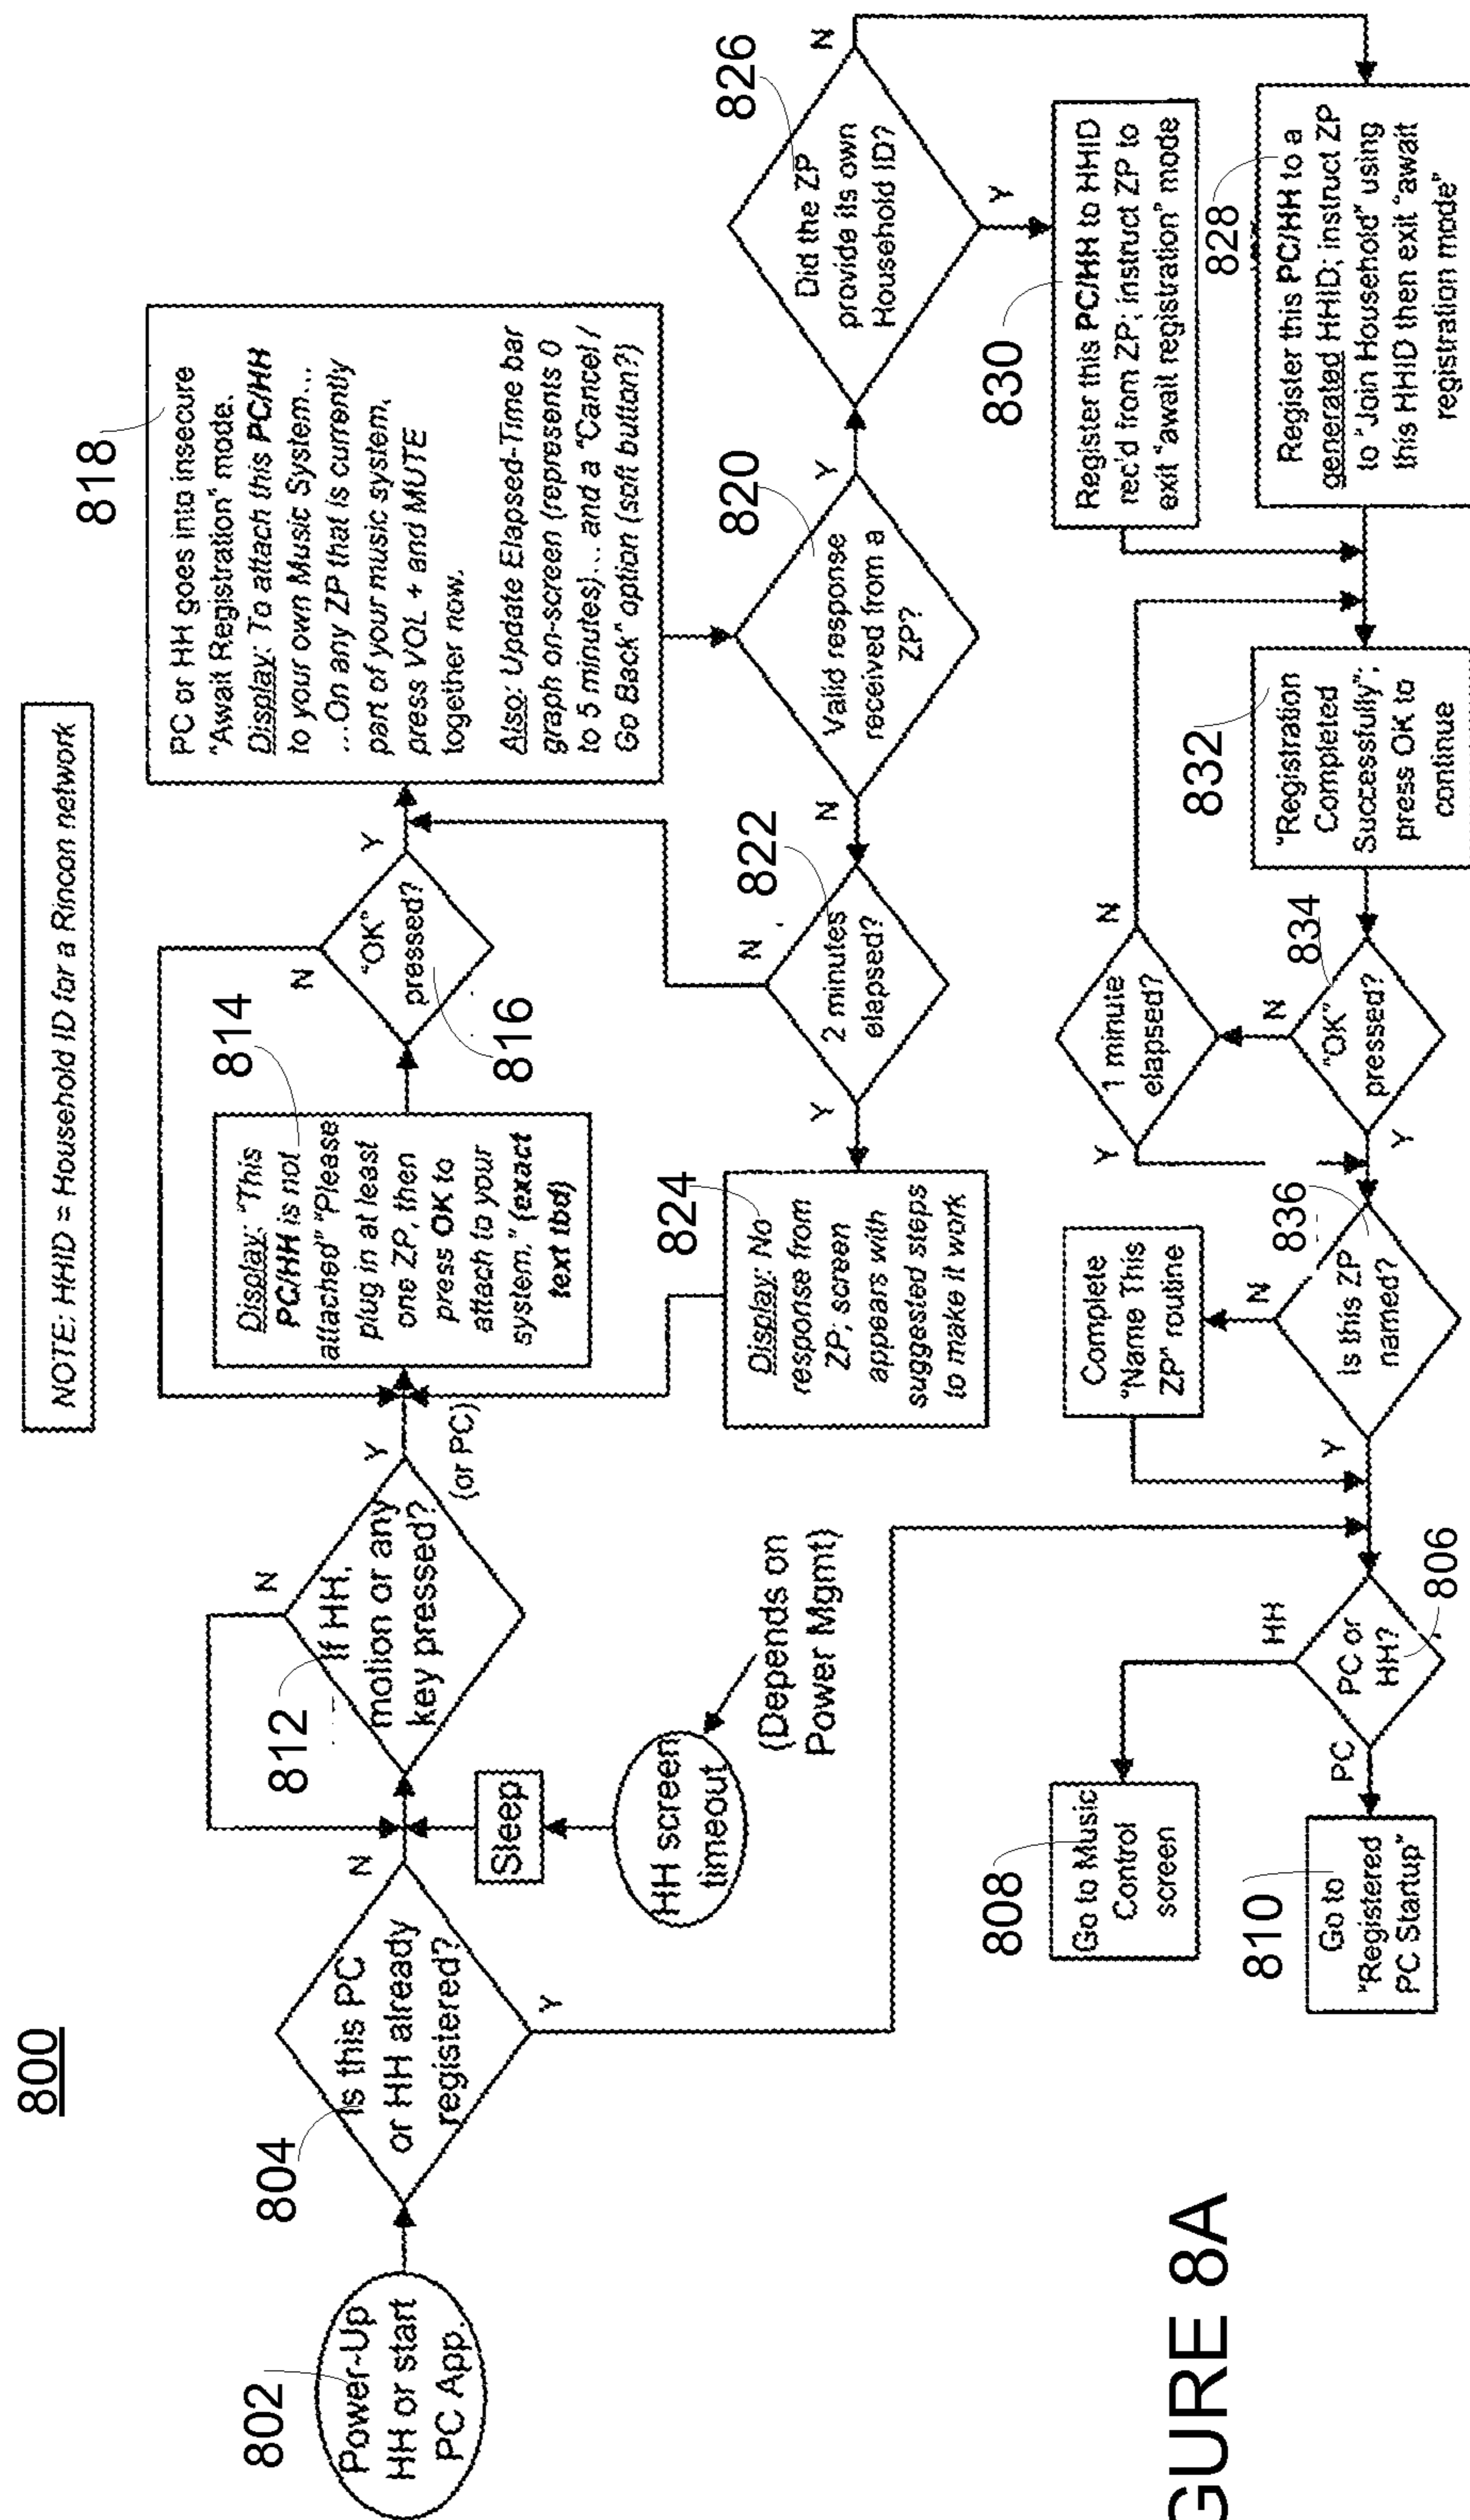 800
NOTE: HHID = Household ID for a Rincon network
802
Power-Up
HH or start
PC App.
804
Is this PC
or HH already
registered?
N
Y
Sleep
HH screen
timeout
(Depends on
Power Mgmt)
812
If HH,
motion or any
key pressed?
N
Y
(or PC)
814
Display: "This
PC/HH is not
attached" "Please
plug in at least
one ZP, then
press OK to
attach to your
system." (exact
text tbd)
816
"OK"
pressed?
N
Y
818
PC or HH goes into insecure
"Await Registration" mode.
Display: To attach this PC/HH
to your own Music System...
...On any ZP that is currently
part of your music system,
press VOL + and MUTE
together now.
Also: Update Elapsed-Time bar
graph on-screen (represents 0
to 5 minutes)... and a "Cancel /
Go Back" option (soft button?)
820
Valid response
received from a
ZP?
N
Y
822
2 minutes
elapsed?
N
Y
824
Display: No
response from
ZP; screen
appears with
suggested steps
to make it work
826
Did the ZP
provide its own
Household ID?
N
Y
830
Register this PC/HH to HHID
rec'd from ZP; instruct ZP to
exit "await registration" mode
828
Register this PC/HH to a
generated HHID; instruct ZP
to "Join Household" using
this HHID then exit "await
registration mode"
832
"Registration
Completed
Successfully";
press OK to
continue
834
"OK"
pressed?
N
Y
1 minute
elapsed?
N
Y
836
Is this ZP
named?
N
Y
Complete
"Name This
ZP" routine
806
PC or
HH?
HH
PC
808
Go to Music
Control
screen
810
Go to
"Registered
PC Startup"
GURE 8A